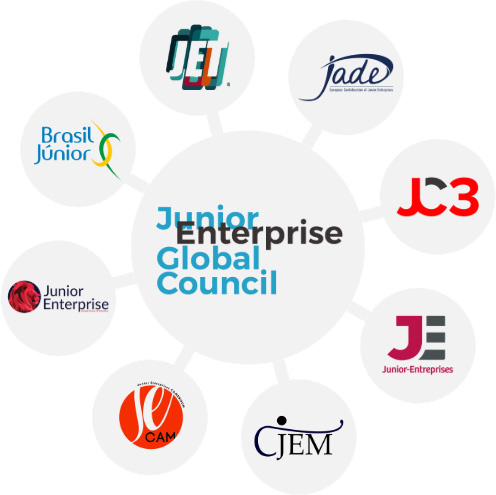 JET
jade
European Confederation of Junior Enterprises
Brasil
Júnior
JC3
Junior
Enterprise
Global
Council
Junior
Enterprise
JE
Junior-Entreprises
JE
CAM
CJEM